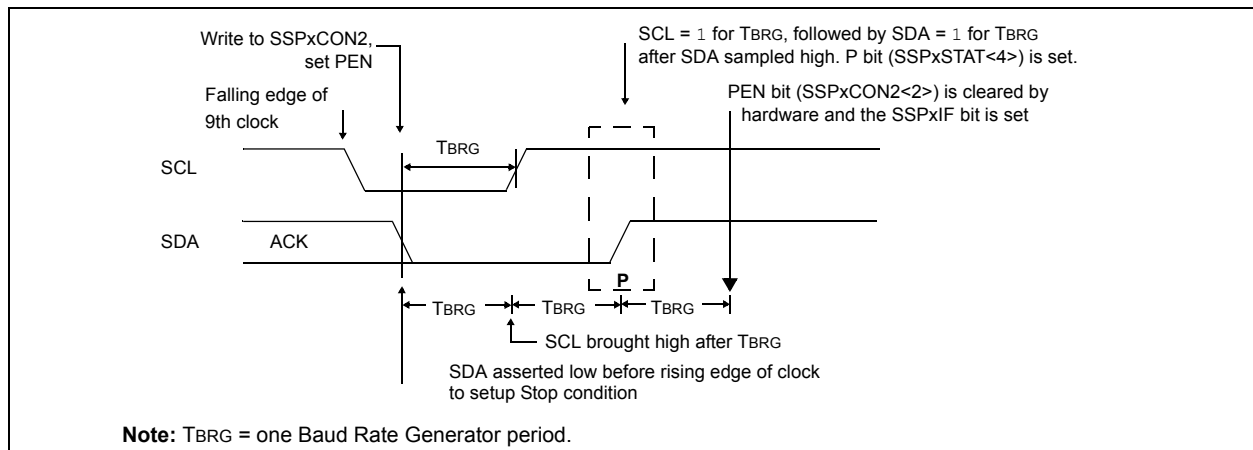 Write to SSPxCON2,
set PEN
SCL = 1 for TBRG, followed by SDA = 1 for TBRG
after SDA sampled high. P bit (SSPxSTAT<4>) is set.
Falling edge of
9th clock
PEN bit (SSPxCON2<2>) is cleared by
hardware and the SSPxIF bit is set
TBRG
SCL
SDA
ACK
P
TBRG
TBRG
TBRG
SCL brought high after TBRG
SDA asserted low before rising edge of clock
to setup Stop condition
Note: TBRG = one Baud Rate Generator period.